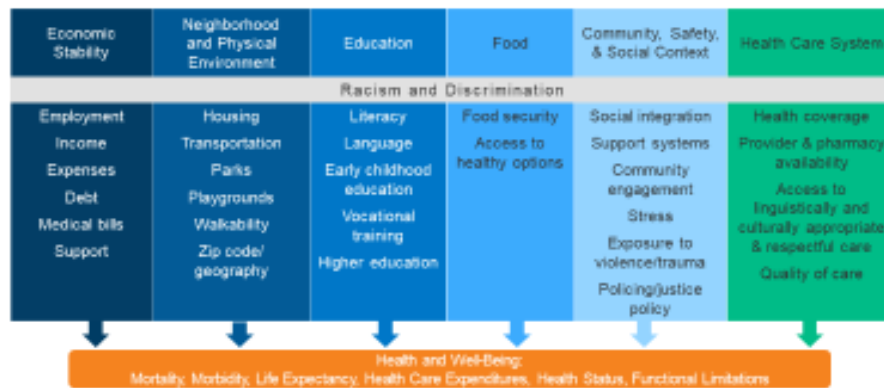 Economic
Stability
Neighborhood
and Physical
Environment
Education
Food
Community, Safety,
& Social Context
Health Care System
Racism and Discrimination
Employment
Income
Expenses
Debt
Medical bills
Support
Housing
Transportation
Parks
Playgrounds
Walkability
Zip code/
geography
Literacy
Language
Early childhood
education
Vocational
training
Higher education
Food security
Access to
healthy options
Social integration
Support systems
Community
engagement
Stress
Exposure to
violence/trauma
Policing/justice
policy
Health coverage
Provider & pharmacy
availability
Access to
linguistically and
culturally appropriate
& respectful care
Quality of care
Health and Well-Being:
Mortality, Morbidity, Life Expectancy, Health Care Expenditures, Health Status, Functional Limitations